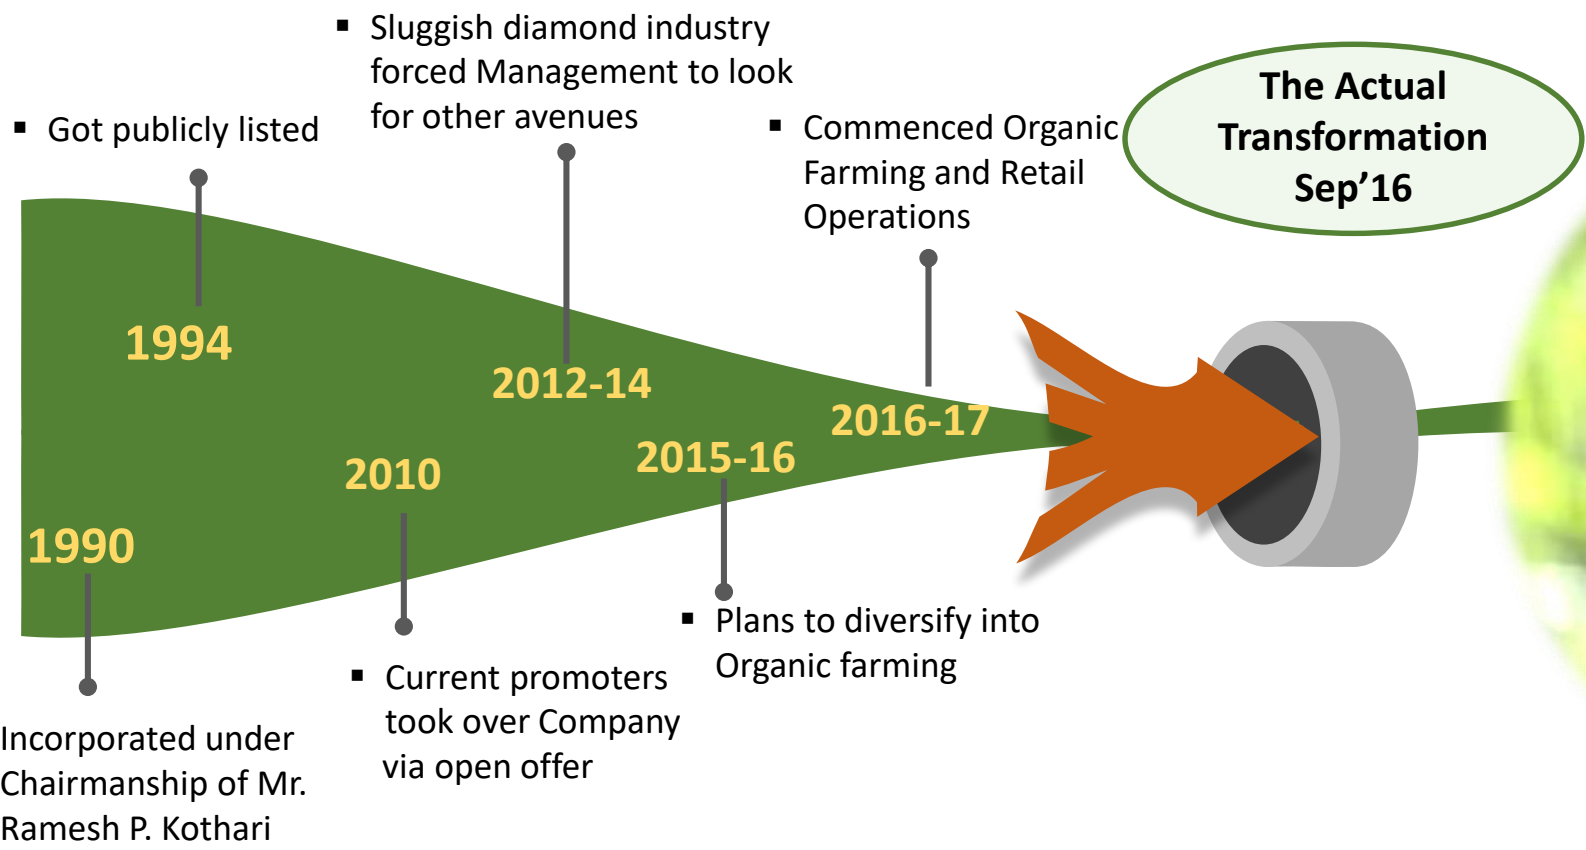 ▪ Sluggish diamond industry
forced Management to look
for other avenues
▪ Got publicly listed
▪ Commenced Organic
Farming and Retail
Operations
The Actual
Transformation
Sep’16
1994
2012-14
2016-17
2010
2015-16
1990
▪ Plans to diversify into
Organic farming
▪ Current promoters
took over Company
via open offer
Incorporated under
Chairmanship of Mr.
Ramesh P. Kothari